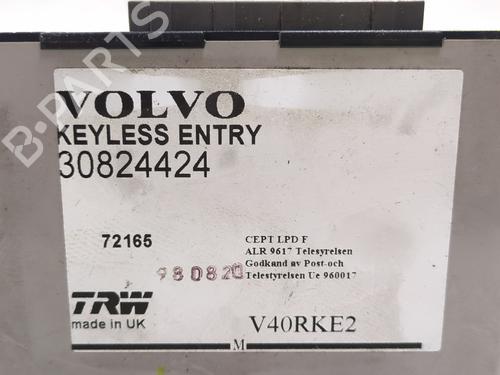 VOLVO
KEYLESS ENTRY
30824424
72165
980820
CEPT LPD F
ALR 9617 Telesyrelsen
Godkand av Post-och
Telestyrelsen Ue 960017
TRW
made in UK
V40RKE2
M
B-PARTS